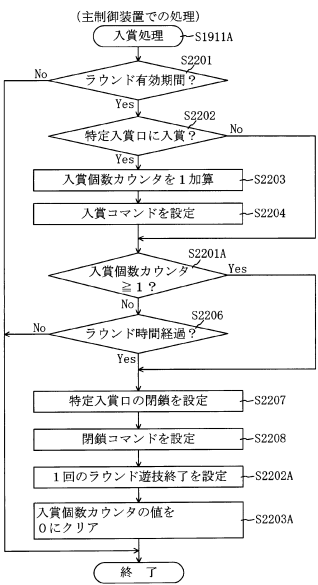 (主制御装置での処理)
入賞処理
S1911A
S2201
ラウンド有効期間?
No
Yes
S2202
特定入賞口に入賞?
No
Yes
入賞個数カウンタを1加算
S2203
入賞コマンドを設定
S2204
S2201A
入賞個数カウンタ
≧1?
Yes
No
S2206
ラウンド時間経過?
No
Yes
特定入賞口の閉鎖を設定
S2207
閉鎖コマンドを設定
S2208
1回のラウンド遊技終了を設定
S2202A
入賞個数カウンタの値を
0にクリア
S2203A
終 了